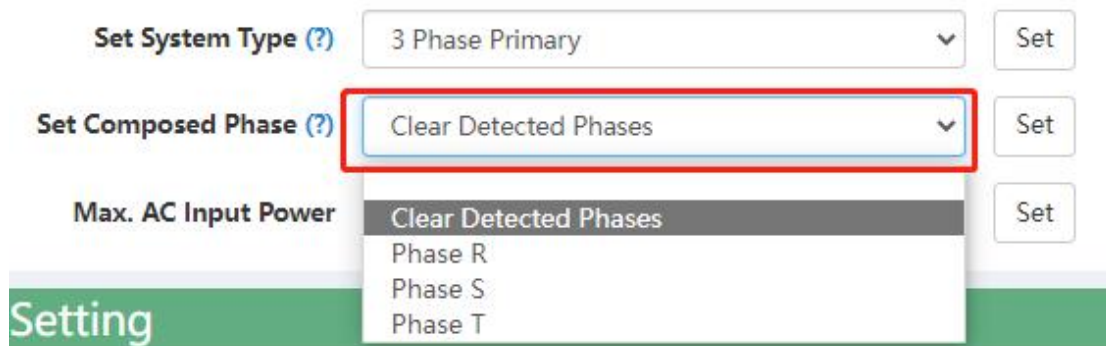 Set System Type (?) 3 Phase Primary Set
Set Composed Phase (?) Clear Detected Phases Set
Max. AC Input Power Set
Clear Detected Phases
Phase R
Phase S
Phase T
Setting